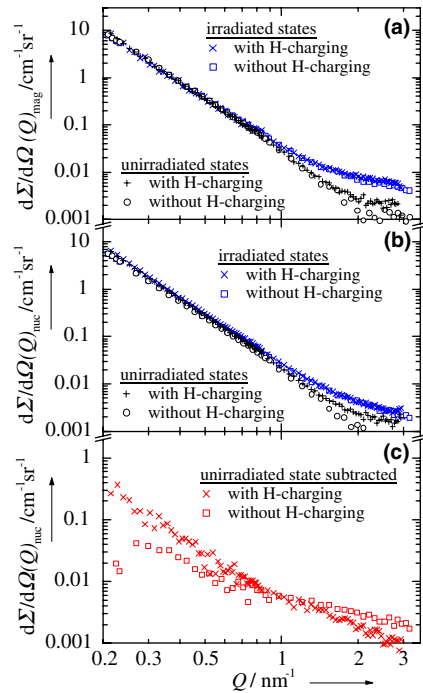 (a)
irradiated states
× with H-charging
□ without H-charging
unirradiated states
+ with H-charging
○ without H-charging
dΣ/dΩ(Q)mag /cm-1sr-1
10
1
0.1
0.01
0.001
(b)
irradiated states
× with H-charging
□ without H-charging
unirradiated states
+ with H-charging
○ without H-charging
dΣ/dΩ(Q)nuc /cm-1sr-1
10
1
0.1
0.01
0.001
(c)
unirradiated state subtracted
× with H-charging
□ without H-charging
dΣ/dΩ(Q)nuc /cm-1sr-1
1
0.1
0.01
0.001
0.2 0.3 0.5 1 2 3
Q / nm-1